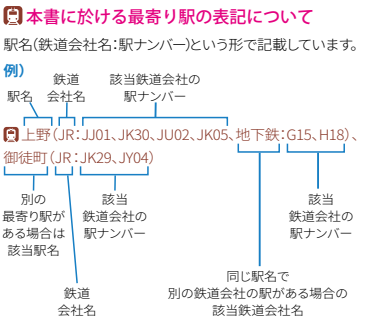 本書に於ける最寄り駅の表記について
駅名（鉄道会社名：駅ナンバー）という形で記載しています。
例）
駅名
鉄道
会社名
該当鉄道会社の
駅ナンバー
上野（JR：JJ01、JK30、JU02、JK05、地下鉄：G15、H18）、
御徒町（JR：JK29、JY04）
別の
最寄り駅が
ある場合は
該当駅名
該当
鉄道会社の
駅ナンバー
該当
鉄道会社の
駅ナンバー
鉄道
会社名
同じ駅名で
別の鉄道会社の駅がある場合の
該当鉄道会社名